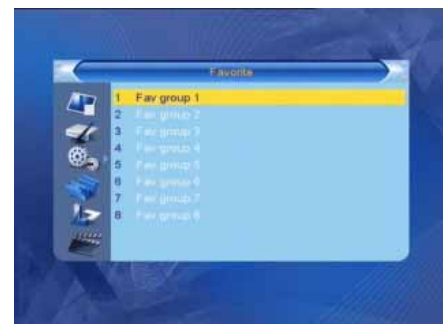 Favorite
1 Fav group 1
2 Fav group 2
3 Fav group 3
4 Fav group 4
5 Fav group 5
6 Fav group 6
7 Fav group 7
8 Fav group 8